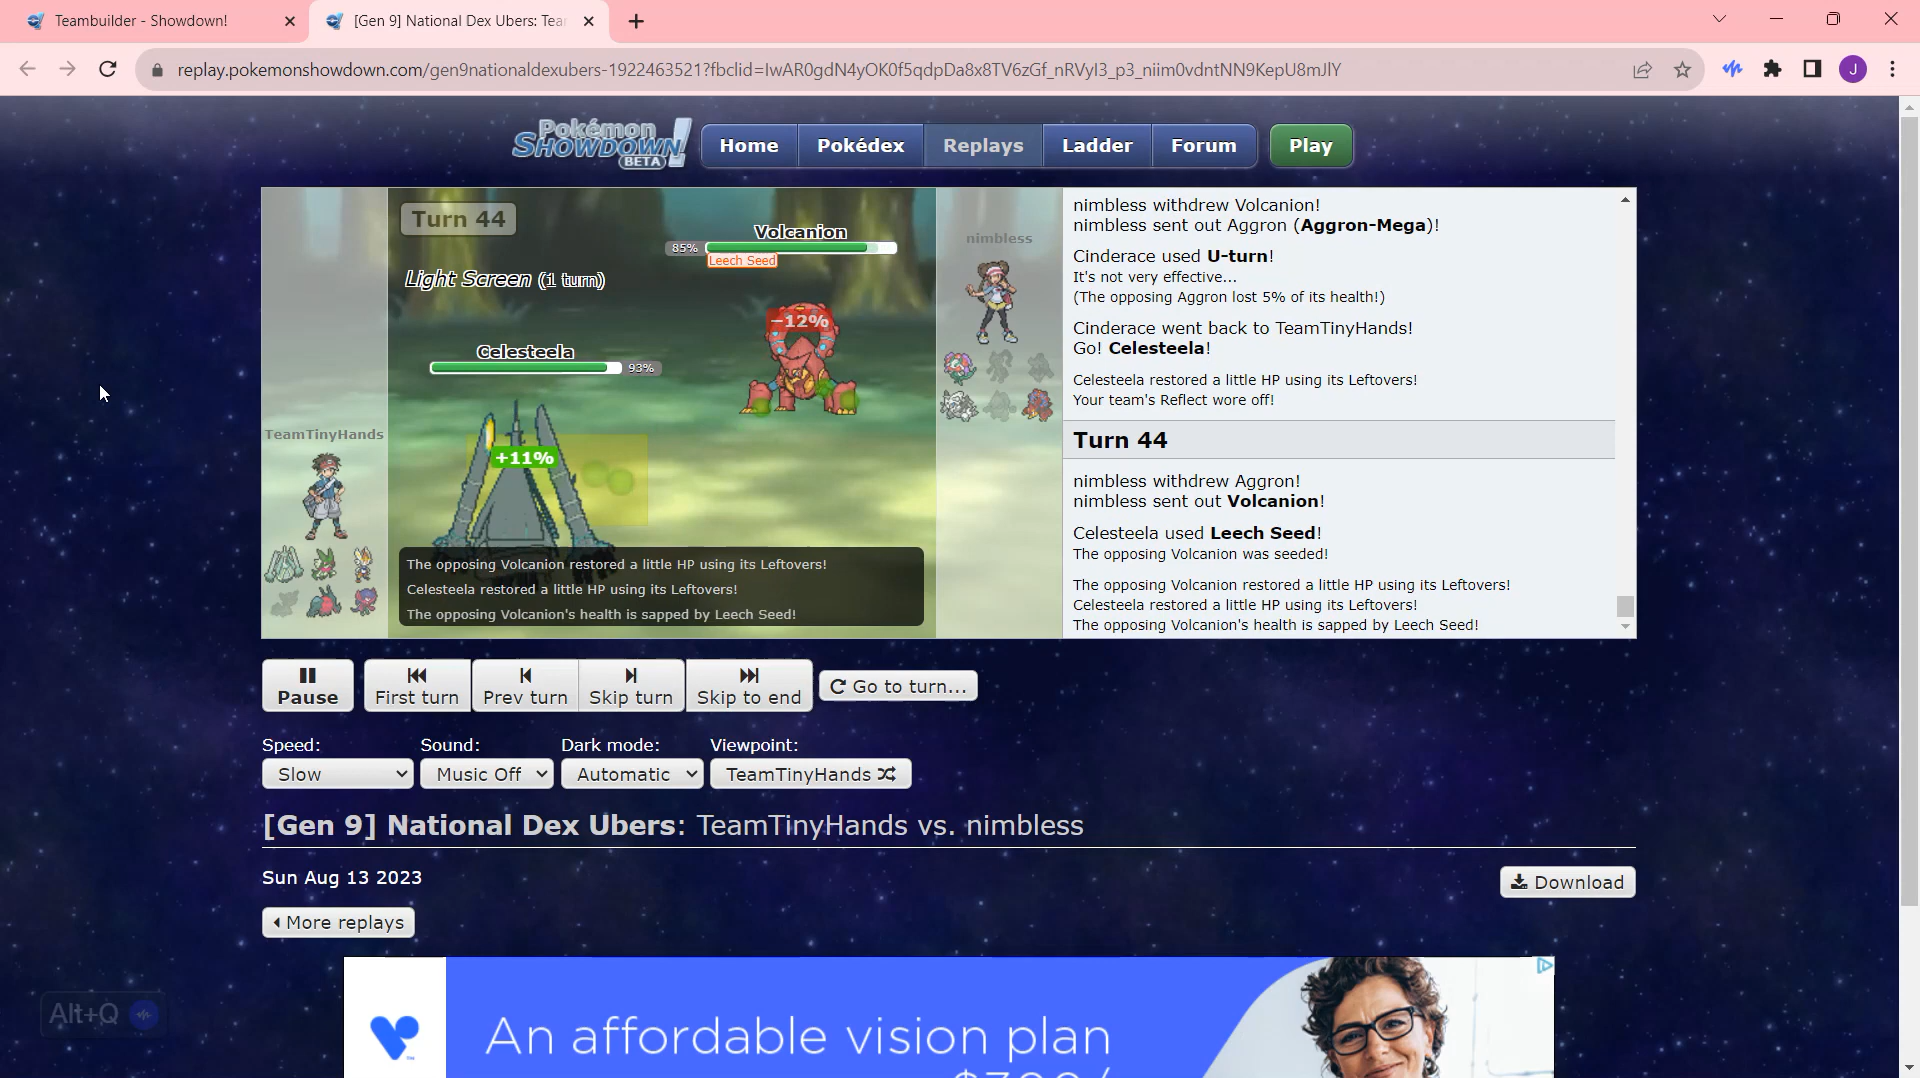 Teambuilder - Showdown!
[Gen 9] National Dex Ubers: Tea
replay.pokemonshowdown.com/gen9nationaldexubers-1922463521?fbclid=IwAR0gdN4yOK0f5qdpDa8x8TV6zGf_nRVyI3_p3_niim0vdntNN9KepU8mJlY
J
Pokémon
SHOWDOWN!
BETA
Home
Pokédex
Replays
Ladder
Forum
Play
Turn 44
Volcanion
85%
Leech Seed
Light Screen (1 turn)
−12%
Celesteela
93%
+11%
The opposing Volcanion restored a little HP using its Leftovers!
Celesteela restored a little HP using its Leftovers!
The opposing Volcanion's health is sapped by Leech Seed!
TeamTinyHands
nimbless
nimbless withdrew Volcanion!
nimbless sent out Aggron (Aggron-Mega)!
Cinderace used U-turn!
It's not very effective...
(The opposing Aggron lost 5% of its health!)
Cinderace went back to TeamTinyHands!
Go! Celesteela!
Celesteela restored a little HP using its Leftovers!
Your team's Reflect wore off!
Turn 44
nimbless withdrew Aggron!
nimbless sent out Volcanion!
Celesteela used Leech Seed!
The opposing Volcanion was seeded!
The opposing Volcanion restored a little HP using its Leftovers!
Celesteela restored a little HP using its Leftovers!
The opposing Volcanion's health is sapped by Leech Seed!
Pause
First turn
Prev turn
Skip turn
Skip to end
Go to turn...
Speed:
Sound:
Dark mode:
Viewpoint:
Slow
Music Off
Automatic
TeamTinyHands
[Gen 9] National Dex Ubers: TeamTinyHands vs. nimbless
Sun Aug 13 2023
Download
More replays
Alt+Q
An affordable vision plan